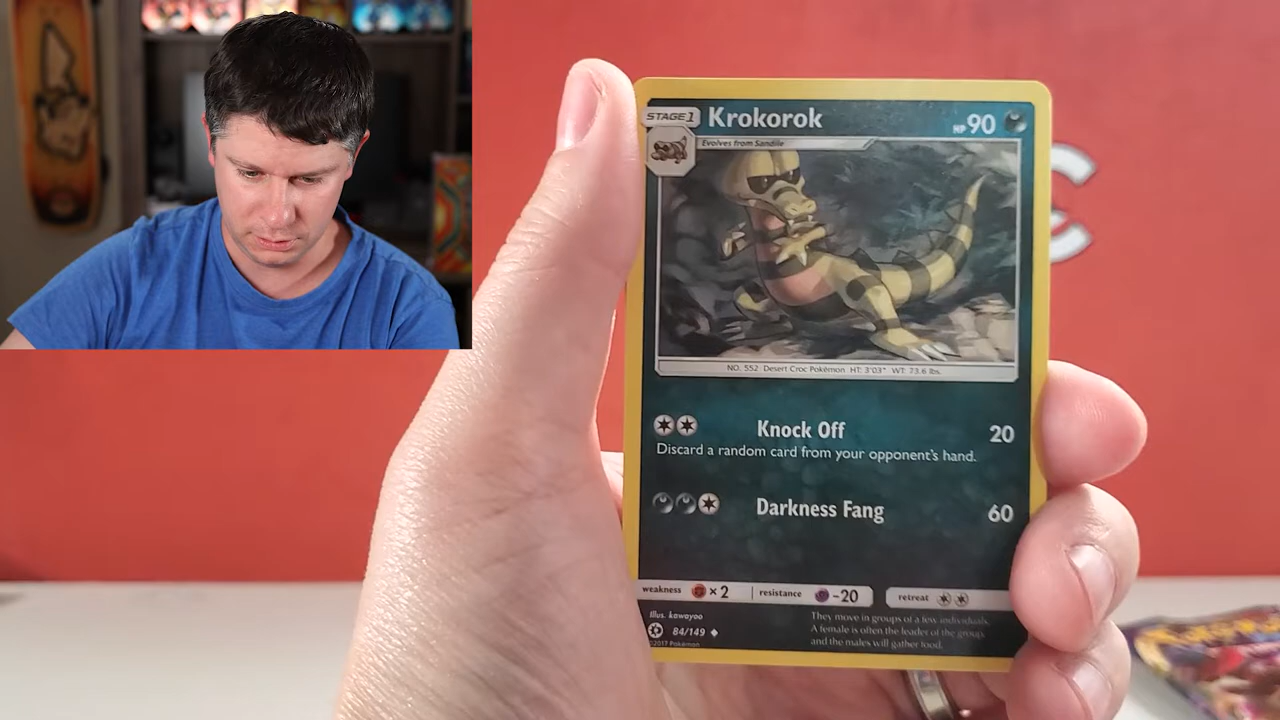 STAGE 1
Krokorok
HP 90
Evolves from Sandile
NO. 552 Desert Croc Pokémon HT: 3'03" WT: 73.6 lbs.
Knock Off 20
Discard a random card from your opponent's hand.
Darkness Fang 60
weakness ×2 resistance -20 retreat
Illus. kawayoo
84/149
©2017 Pokémon
They move in groups of a few individuals.
A female is often the leader of the group
and the males will gather food.